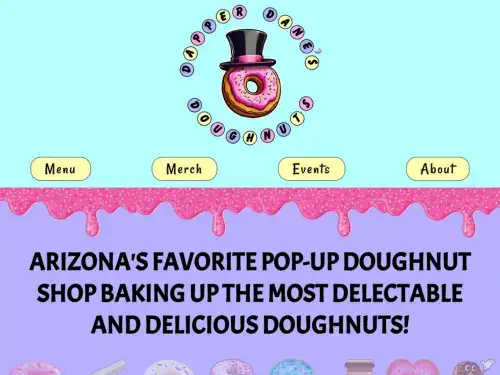 DAPPER DANE'S
DOUGHNUTS
Menu
Merch
Events
About
ARIZONA'S FAVORITE POP-UP DOUGHNUT
SHOP BAKING UP THE MOST DELECTABLE
AND DELICIOUS DOUGHNUTS!